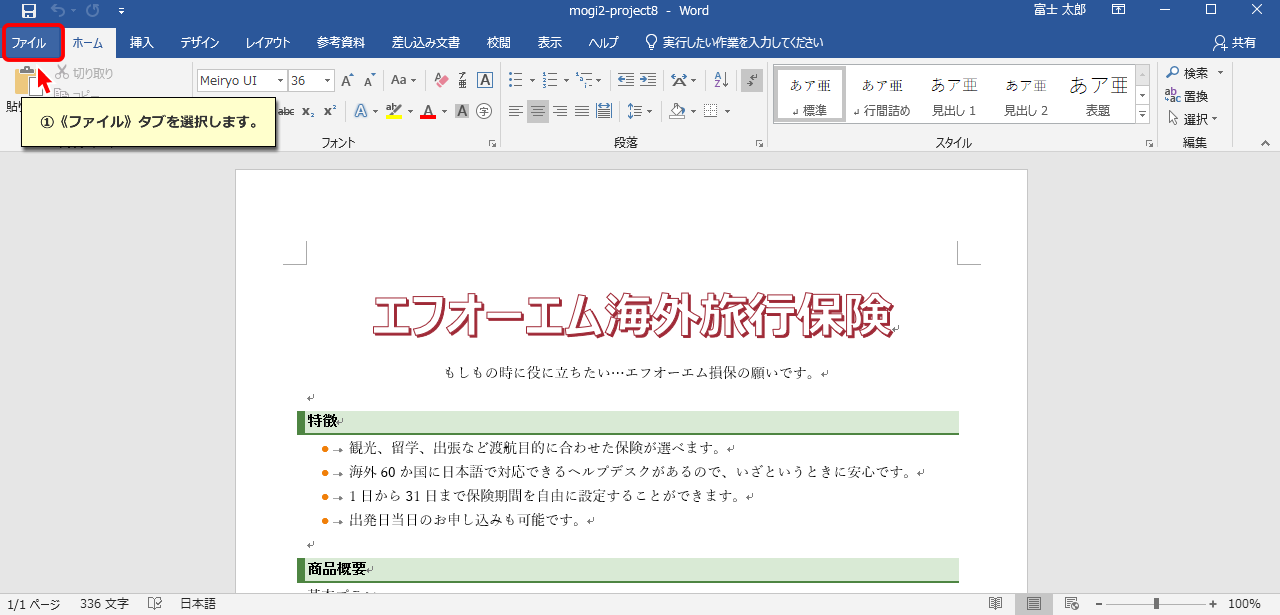 mogi2-project8 - Word
富士 太郎
ファイル ホーム 挿入 デザイン レイアウト 参考資料 差し込み文書 校閲 表示 ヘルプ 実行したい作業を入力してください 共有
切り取り
Meiryo UI 36 Aa
コピー
①《ファイル》タブを選択します。
フォント
段落
あア亜 標準
あア亜 行間詰め
あア亜 見出し 1
あア亜 見出し 2
あア亜 表題
スタイル
検索
置換
選択
編集
エフオーエム海外旅行保険
もしもの時に役に立ちたい…エフオーエム損保の願いです。
特徴
観光、留学、出張など渡航目的に合わせた保険が選べます。
海外 60 か国に日本語で対応できるヘルプデスクがあるので、いざというときに安心です。
1 日から 31 日まで保険期間を自由に設定することができます。
出発日当日のお申し込みも可能です。
商品概要
1/1 ページ 336 文字 日本語 100%